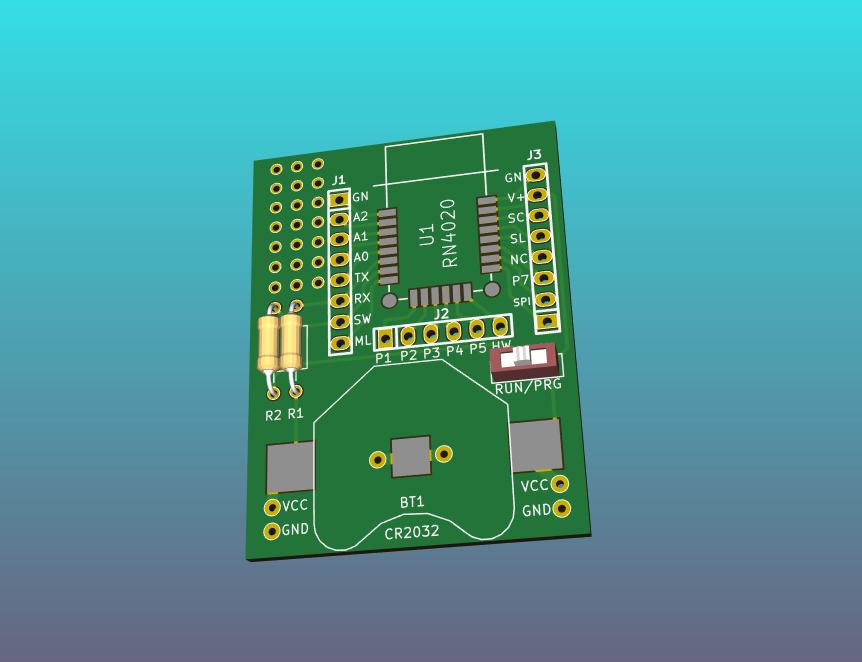 J3
J1
GN
GN
V+
A2
SC
A1
SL
A0
NC
TX
P7
RX
SPI
SW
ML
U1
RN4020
J2
P1 P2 P3 P4 P5 HW
RUN/PRG
R2 R1
VCC
GND
VCC
GND
BT1
CR2032